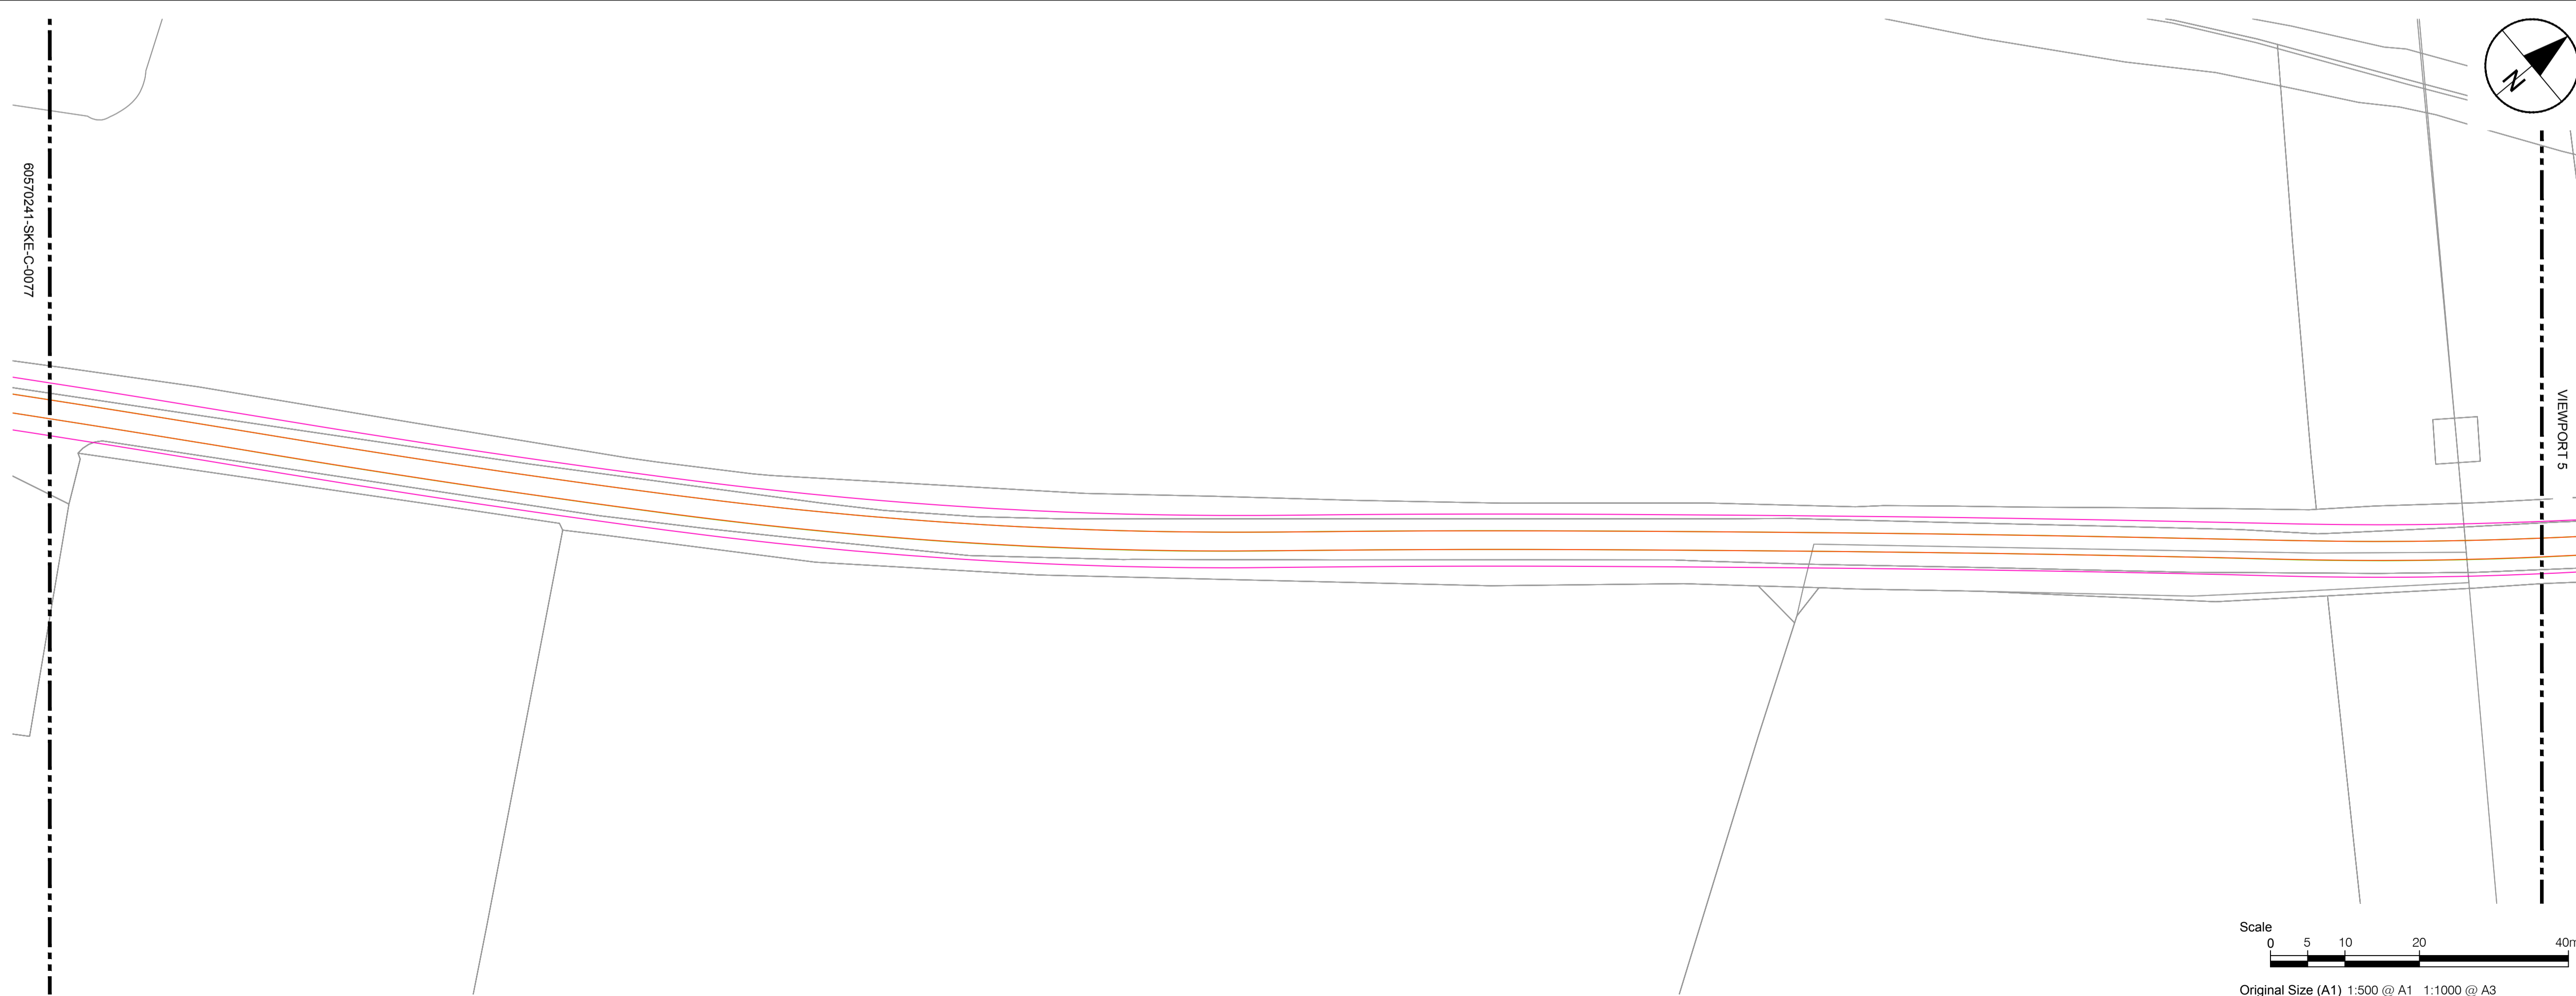 60570241-SKE-C-0077
N
VIEWPORT 5
Scale
0 5 10 20 40m
Original Size (A1) 1:500 @ A1 1:1000 @ A3